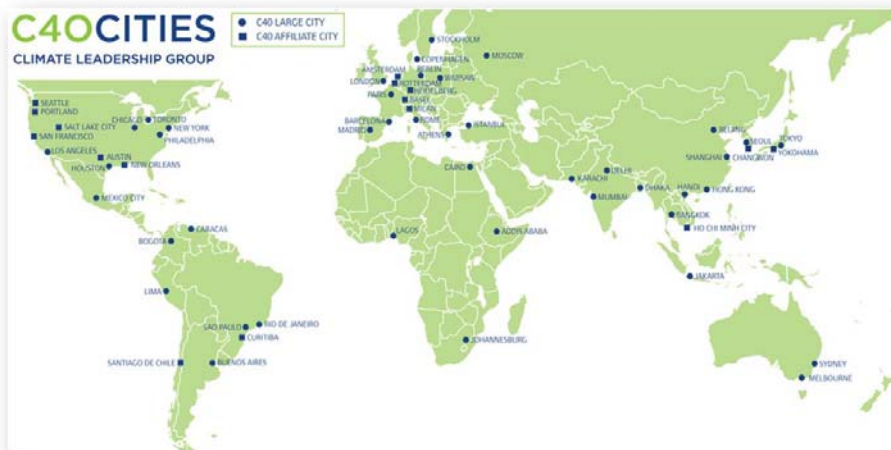 C40CITIES
CLIMATE LEADERSHIP GROUP
C40 LARGE CITY
C40 AFFILIATE CITY
STOCKHOLM
MOSCOW
COPENHAGEN
BERLIN
AMSTERDAM
WARSAW
LONDON
ROTTERDAM
HEIDELBERG
PARIS
BASEL
MILAN
BARCELONA
ROME
ISTANBUL
MADRID
ATHENS
SEATTLE
PORTLAND
CHICAGO
TORONTO
SALT LAKE CITY
NEW YORK
SAN FRANCISCO
PHILADELPHIA
LOS ANGELES
AUSTIN
HOUSTON
NEW ORLEANS
MEXICO CITY
BEIJING
SEOUL
TOKYO
SHANGHAI
CHANGWON
YOKOHAMA
CAIRO
KARACHI
DELHI
MUMBAI
DHAKA
HANOI
HONG KONG
BANGKOK
HO CHI MINH CITY
CARACAS
BOGOTA
LAGOS
ADDIS ABABA
JAKARTA
LIMA
SAO PAULO
RIO DE JANEIRO
CURITIBA
JOHANNESBURG
SANTIAGO DE CHILE
BUENOS AIRES
SYDNEY
MELBOURNE